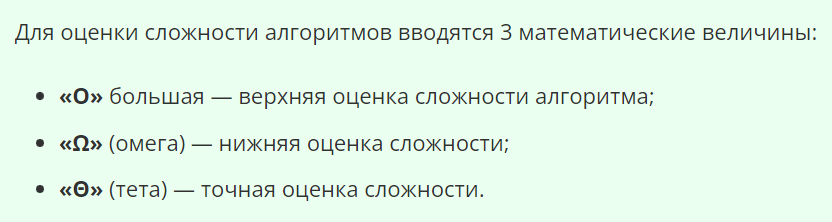 Для оценки сложности алгоритмов вводятся 3 математические величины:
• «О» большая — верхняя оценка сложности алгоритма;
• «Ω» (омега) — нижняя оценка сложности;
• «Θ» (тета) — точная оценка сложности.